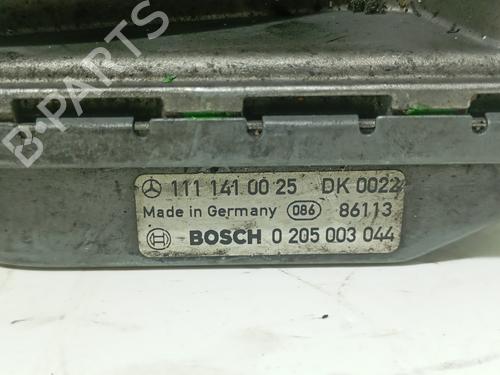 111 141 00 25 DK 0022
Made in Germany 086 86113
BOSCH 0 205 003 044
B-PARTS